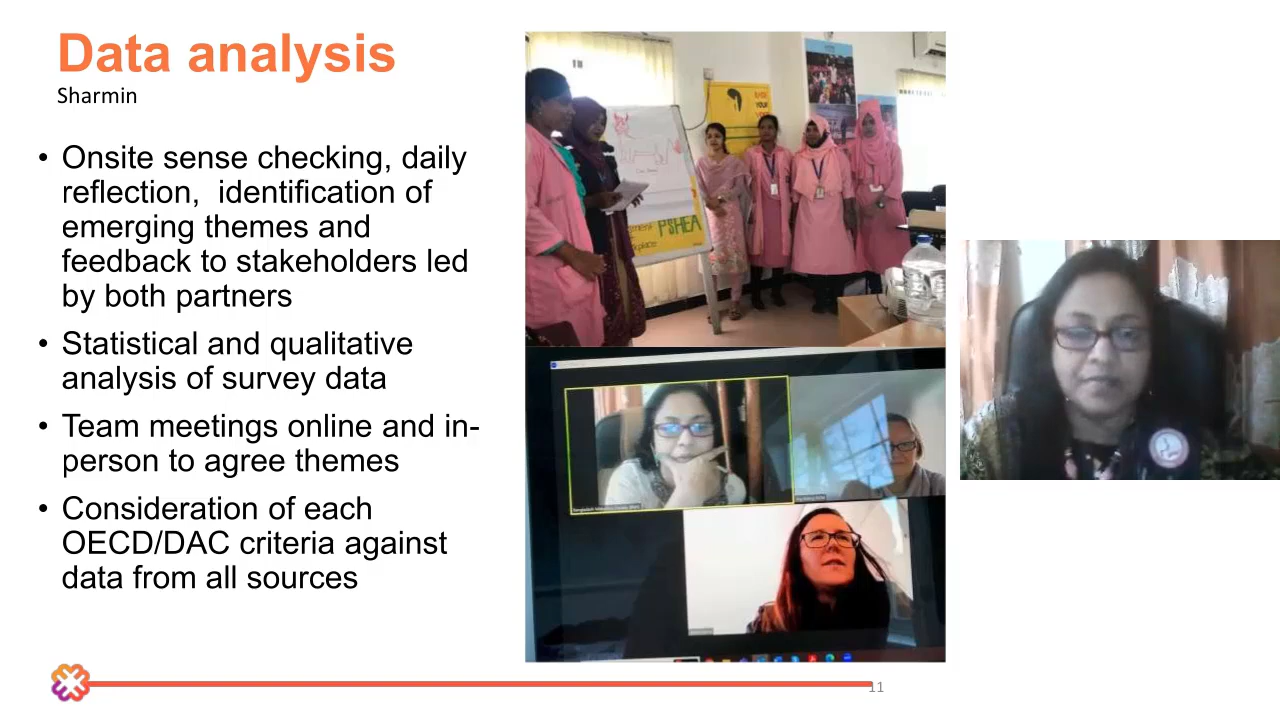 Data analysis
Sharmin
• Onsite sense checking, daily
reflection,  identification of
emerging themes and
feedback to stakeholders led
by both partners
• Statistical and qualitative
analysis of survey data
• Team meetings online and in-
person to agree themes
• Consideration of each
OECD/DAC criteria against
data from all sources
YOUR
PSHEA
11